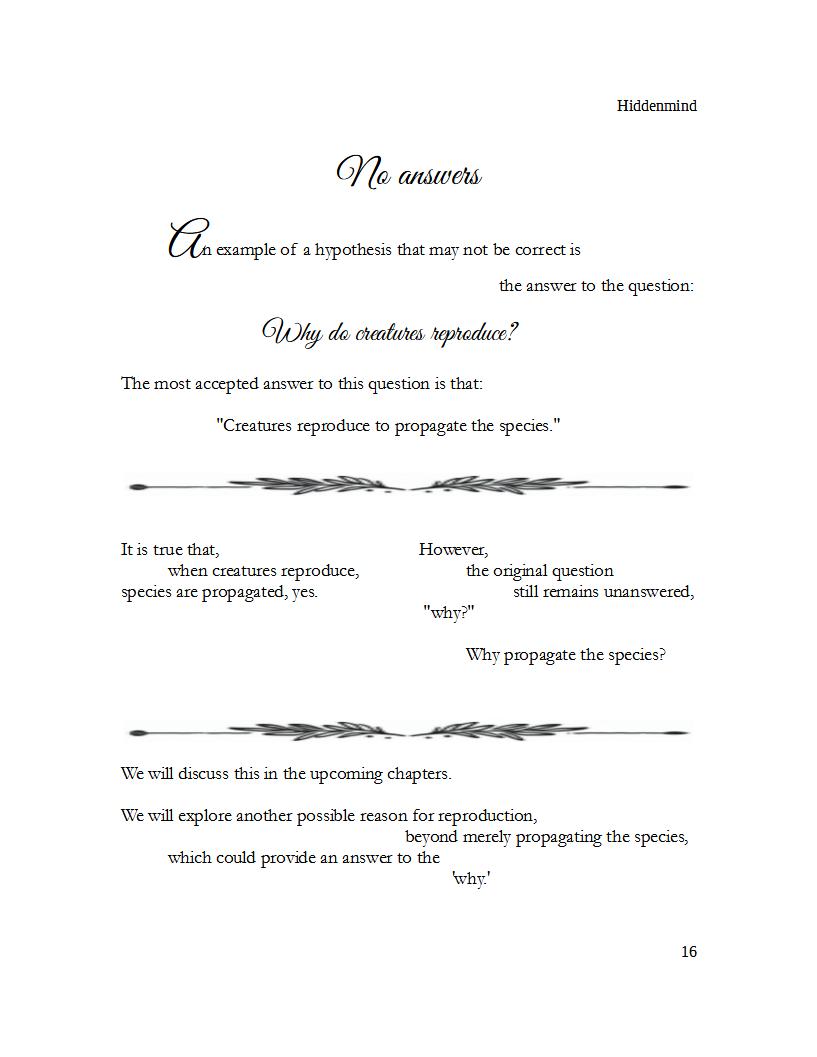 Hiddenmind
No answers
An example of a hypothesis that may not be correct is
the answer to the question:
Why do creatures reproduce?
The most accepted answer to this question is that:
"Creatures reproduce to propagate the species."
It is true that,
when creatures reproduce,
species are propagated, yes.
However,
the original question
still remains unanswered,
"why?"
Why propagate the species?
We will discuss this in the upcoming chapters.
We will explore another possible reason for reproduction,
beyond merely propagating the species,
which could provide an answer to the
'why.'
16